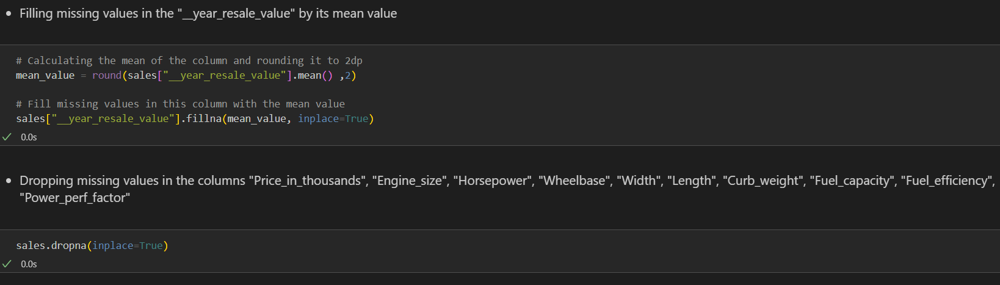 • Filling missing values in the "__year_resale_value" by its mean value
# Calculating the mean of the column and rounding it to 2dp
mean_value = round(sales["__year_resale_value"].mean() ,2)
# Fill missing values in this column with the mean value
sales["__year_resale_value"].fillna(mean_value, inplace=True)
✓ 0.0s
• Dropping missing values in the columns "Price_in_thousands", "Engine_size", "Horsepower", "Wheelbase", "Width", "Length", "Curb_weight", "Fuel_capacity", "Fuel_efficiency",
"Power_perf_factor"
sales.dropna(inplace=True)
✓ 0.0s